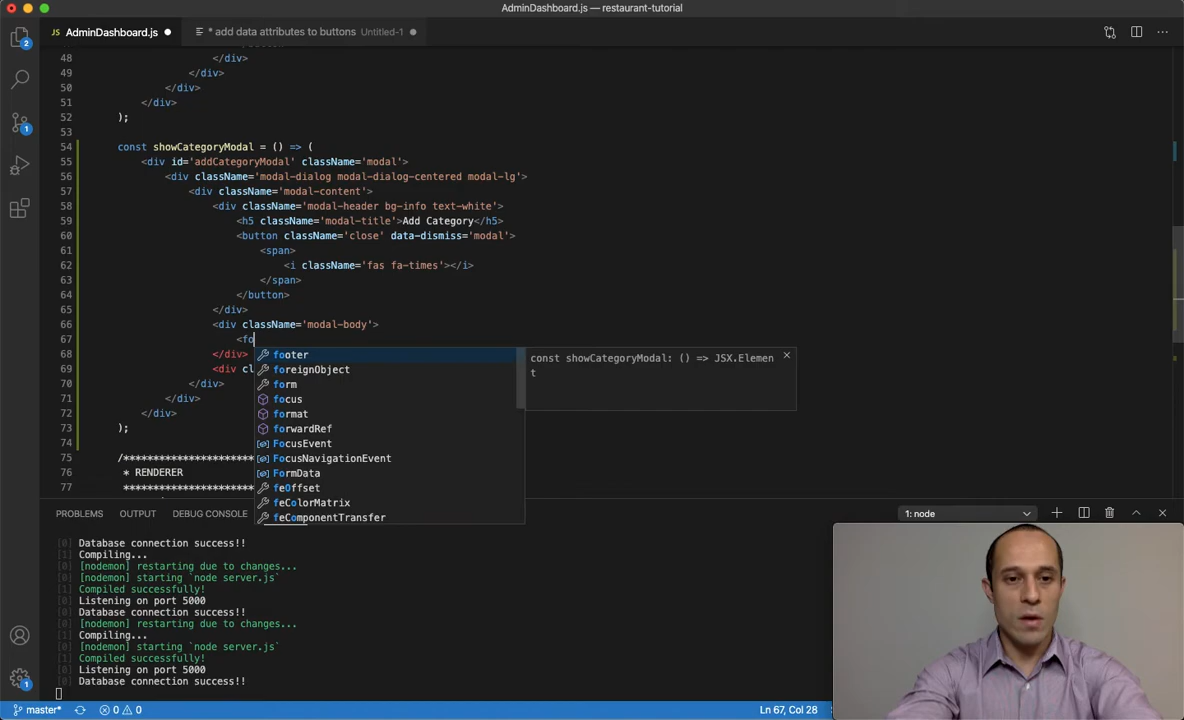 AdminDashboard.js — restaurant-tutorial
2
JS AdminDashboard.js
* add data attributes to buttons Untitled-1
48 </div>
49 </div>
50 </div>
51 </div>
52 );
53
54 const showCategoryModal = () => (
55 <div id='addCategoryModal' className='modal'>
56 <div className='modal-dialog modal-dialog-centered modal-lg'>
57 <div className='modal-content'>
58 <div className='modal-header bg-info text-white'>
59 <h5 className='modal-title'>Add Category</h5>
60 <button className='close' data-dismiss='modal'>
61 <span>
62 <i className='fas fa-times'></i>
63 </span>
64 </button>
65 </div>
66 <div className='modal-body'>
67 <fo
68 </div>
69 <div cl
70 </div>
71 </div>
72 </div>
73 );
74
75 /***********************
76 * RENDERER
77 ***********************
1
1
footer
foreignObject
form
focus
format
forwardRef
FocusEvent
FocusNavigationEvent
FormData
feOffset
feColorMatrix
feComponentTransfer
const showCategoryModal: () => JSX.Elemen
t
PROBLEMS OUTPUT DEBUG CONSOLE
1: node
[0] Database connection success!!
[1] Compiling...
[0] [nodemon] restarting due to changes...
[0] [nodemon] starting `node server.js`
[1] Compiled successfully!
[0] Listening on port 5000
[0] Database connection success!!
[0] [nodemon] restarting due to changes...
[1] Compiling...
[0] [nodemon] starting `node server.js`
[1] Compiled successfully!
[0] Listening on port 5000
[0] Database connection success!!
master* 0 0
Ln 67, Col 28